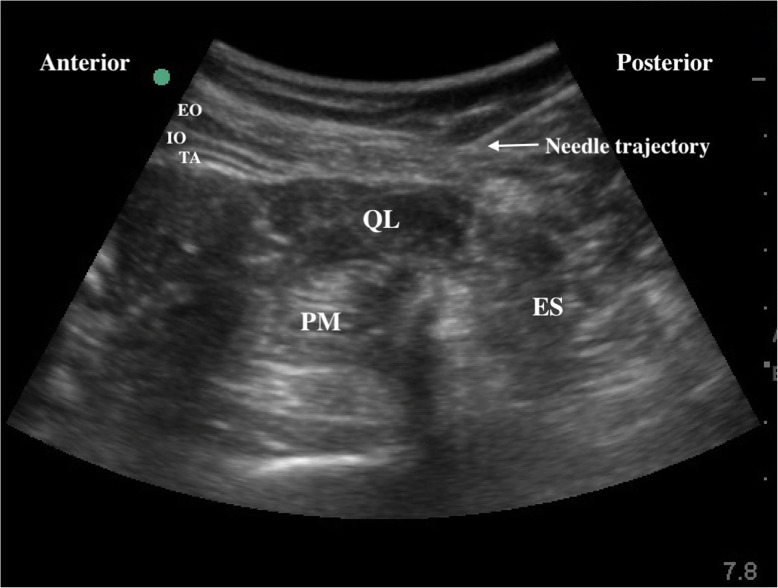 Anterior
Posterior
EO
IO
TA
Needle trajectory
QL
PM
ES
7.8